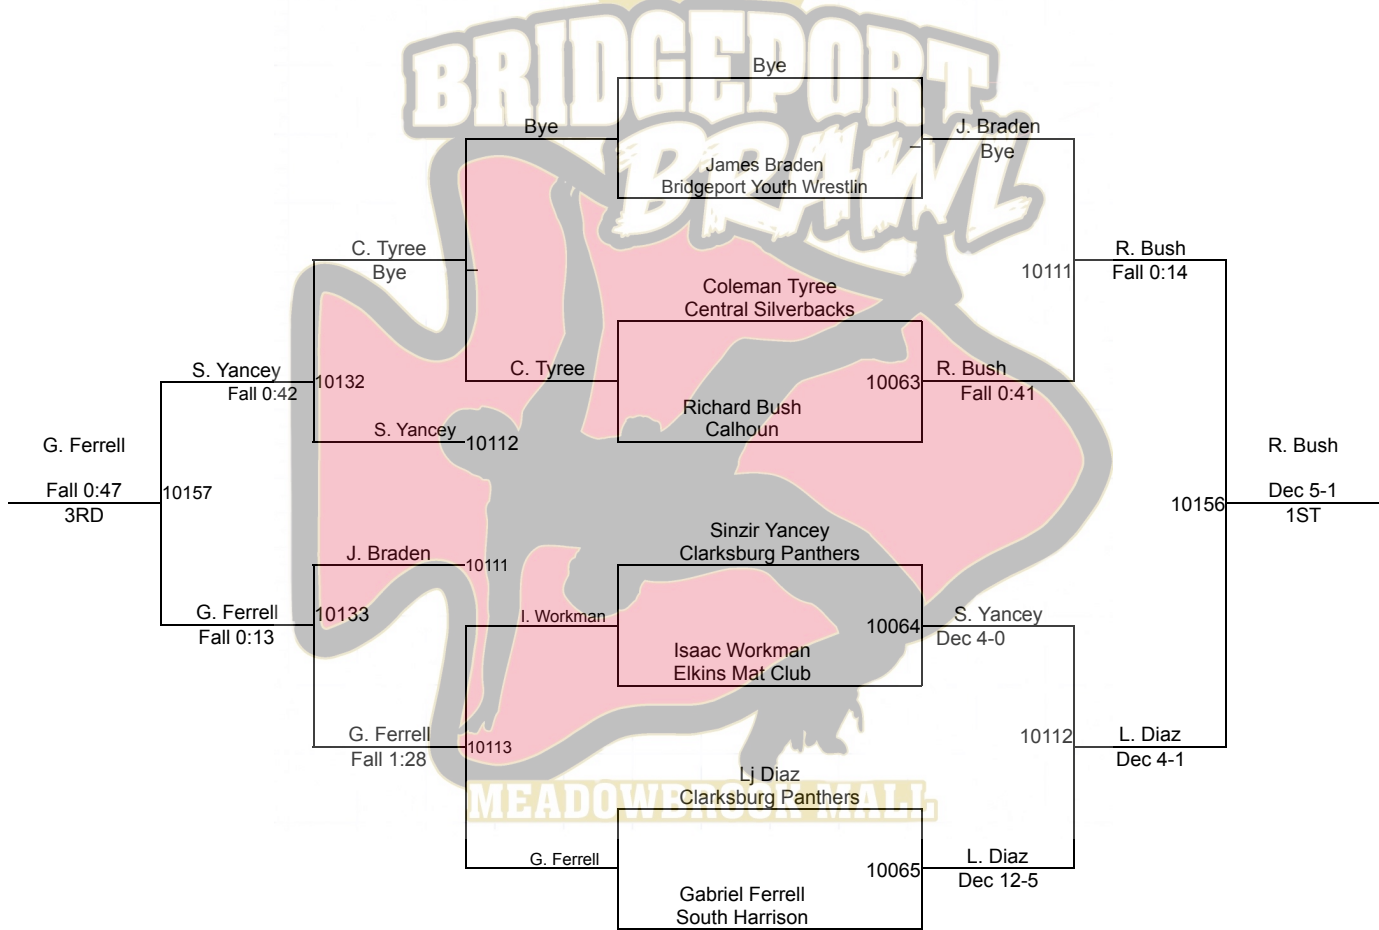 BRIDGEPORT
BRAWL
Bye
Bye
J. Braden
Bye
James Braden
Bridgeport Youth Wrestlin
C. Tyree
Bye
R. Bush
Fall 0:14
10111
Coleman Tyree
Central Silverbacks
S. Yancey
Fall 0:42
10132
C. Tyree
10063
R. Bush
Fall 0:41
Richard Bush
Calhoun
S. Yancey
10112
G. Ferrell
Fall 0:47
3RD
10157
R. Bush
Dec 5-1
1ST
10156
Sinzir Yancey
Clarksburg Panthers
J. Braden
10111
G. Ferrell
Fall 0:13
10133
I. Workman
10064
S. Yancey
Dec 4-0
Isaac Workman
Elkins Mat Club
G. Ferrell
Fall 1:28
10113
10112
L. Diaz
Dec 4-1
Lj Diaz
Clarksburg Panthers
MEADOWBROOK MALL
G. Ferrell
10065
L. Diaz
Dec 12-5
Gabriel Ferrell
South Harrison